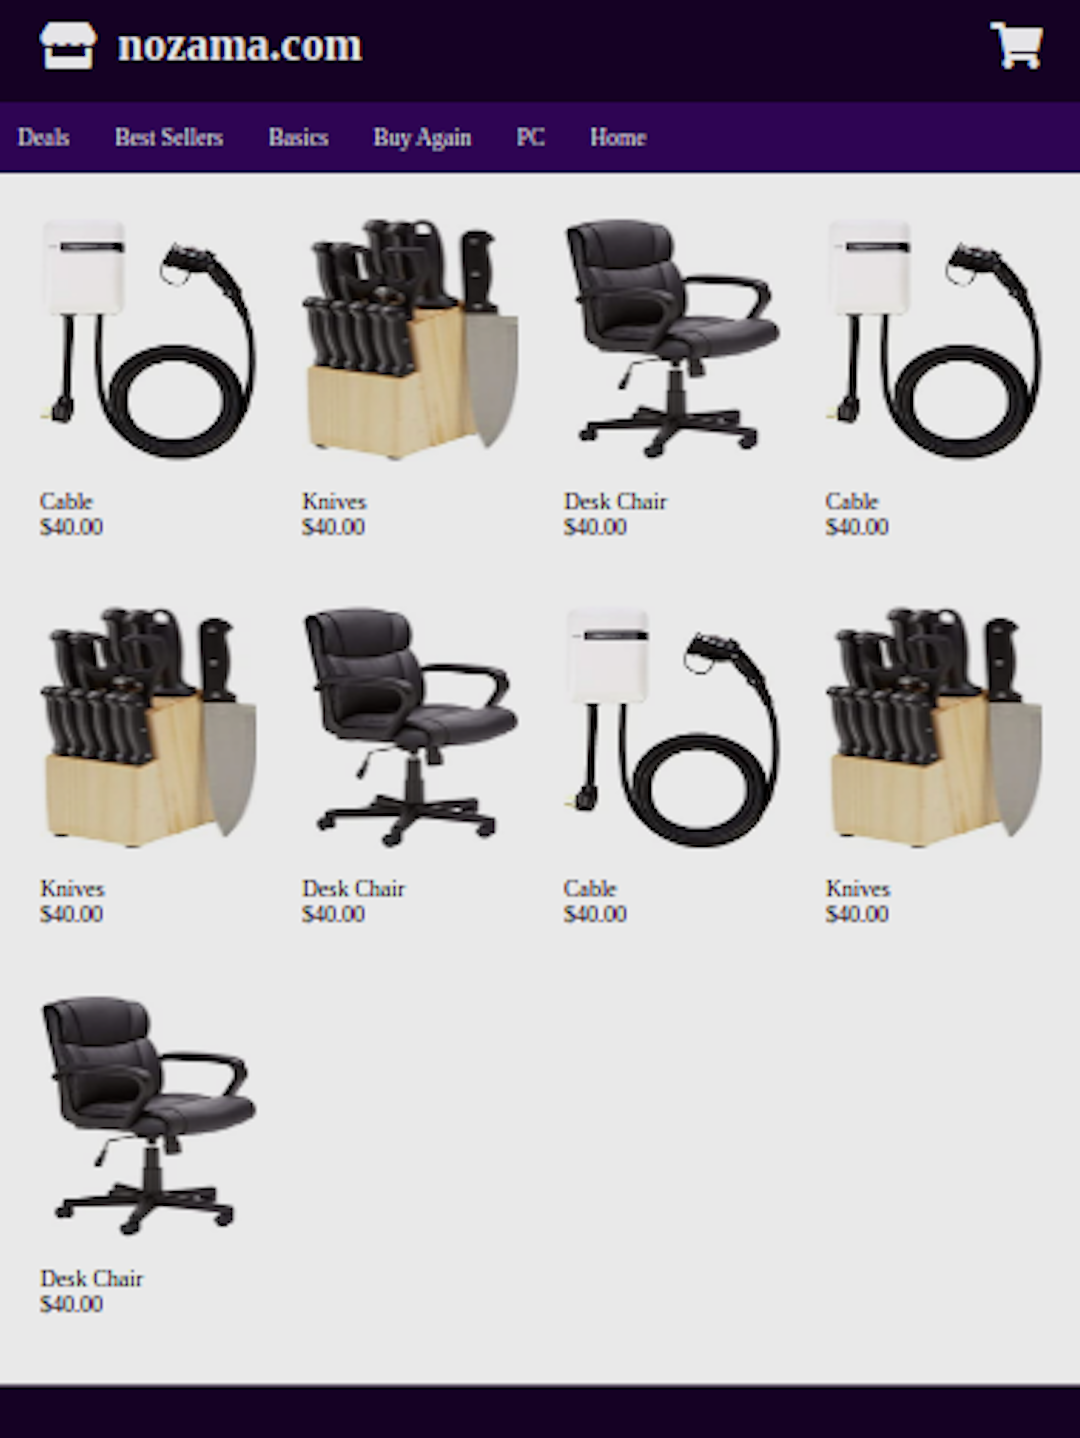 nozama.com
Deals Best Sellers Basics Buy Again PC Home
Cable Knives Desk Chair Cable
$40.00 $40.00 $40.00 $40.00
Knives Desk Chair Cable Knives
$40.00 $40.00 $40.00 $40.00
Desk Chair
$40.00